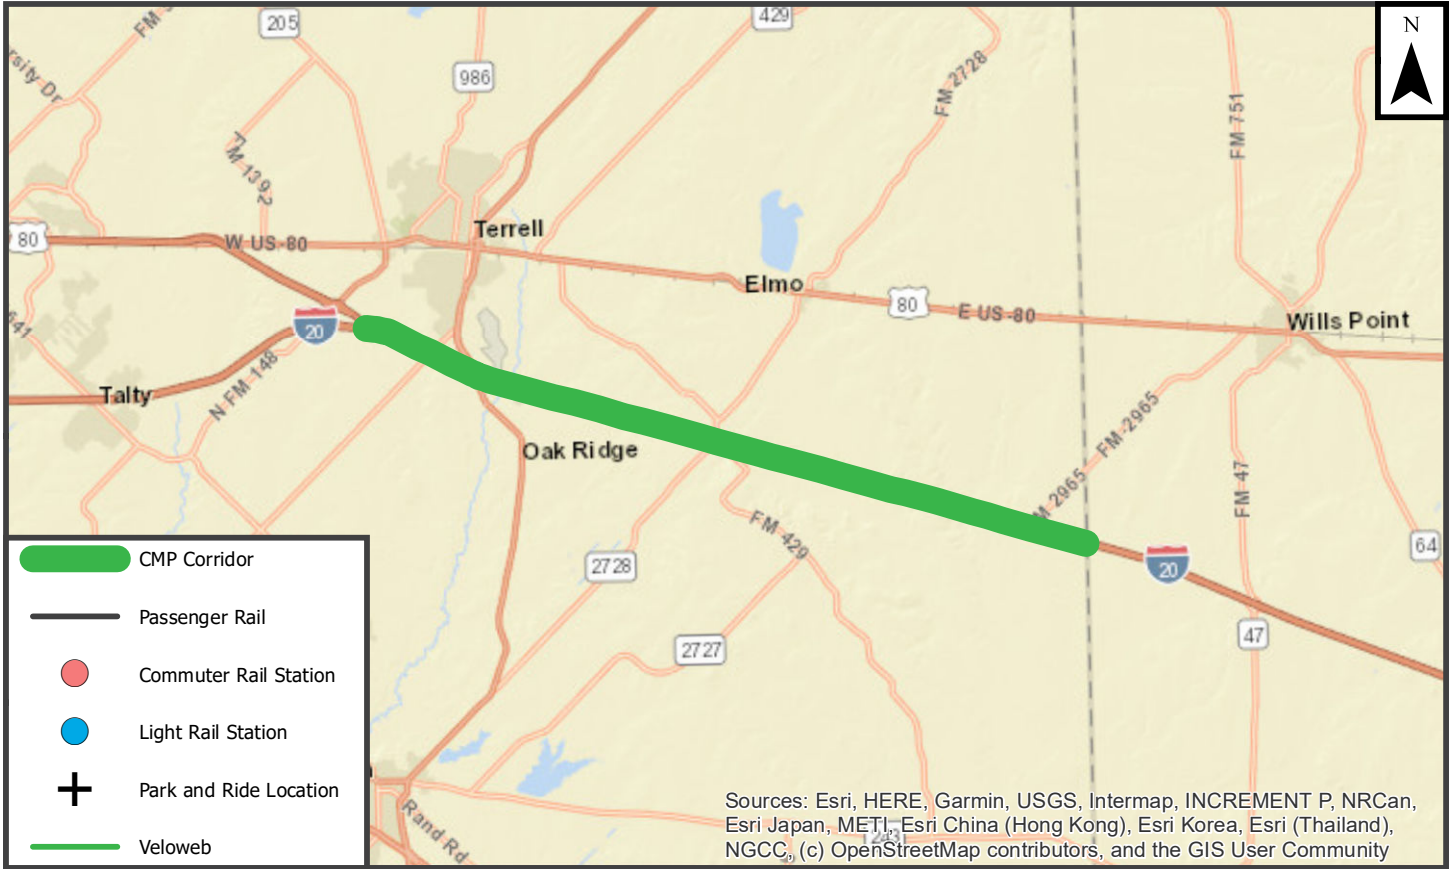 205
FM
429
N
986
FM 2728
FM 751
FM 1392
80
W US-80
Terrell
Elmo
80
E US-80
Wills Point
20
Talty
N FM 148
Oak Ridge
FM 2965
2965
FM 47
64
FM 429
2728
20
47
2727
CMP Corridor
Passenger Rail
Commuter Rail Station
Light Rail Station
Park and Ride Location
Veloweb
Rand Rd
243
Sources: Esri, HERE, Garmin, USGS, Intermap, INCREMENT P, NRCan,
Esri Japan, METI, Esri China (Hong Kong), Esri Korea, Esri (Thailand),
NGCC, (c) OpenStreetMap contributors, and the GIS User Community